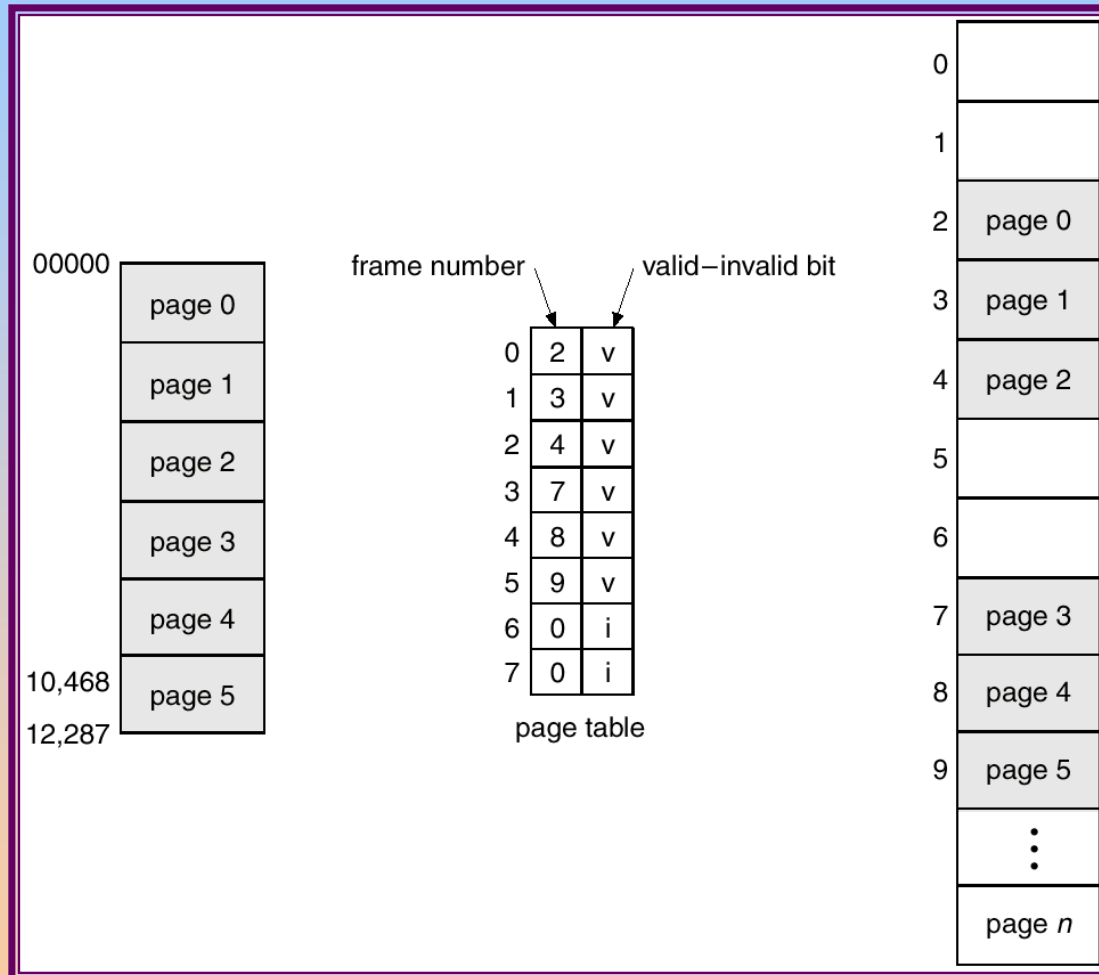 00000
page 0
page 1
page 2
page 3
page 4
10,468
page 5
12,287
frame number
valid–invalid bit
0 2 v
1 3 v
2 4 v
3 7 v
4 8 v
5 9 v
6 0 i
7 0 i
page table
0
1
2 page 0
3 page 1
4 page 2
5
6
7 page 3
8 page 4
9 page 5
page n